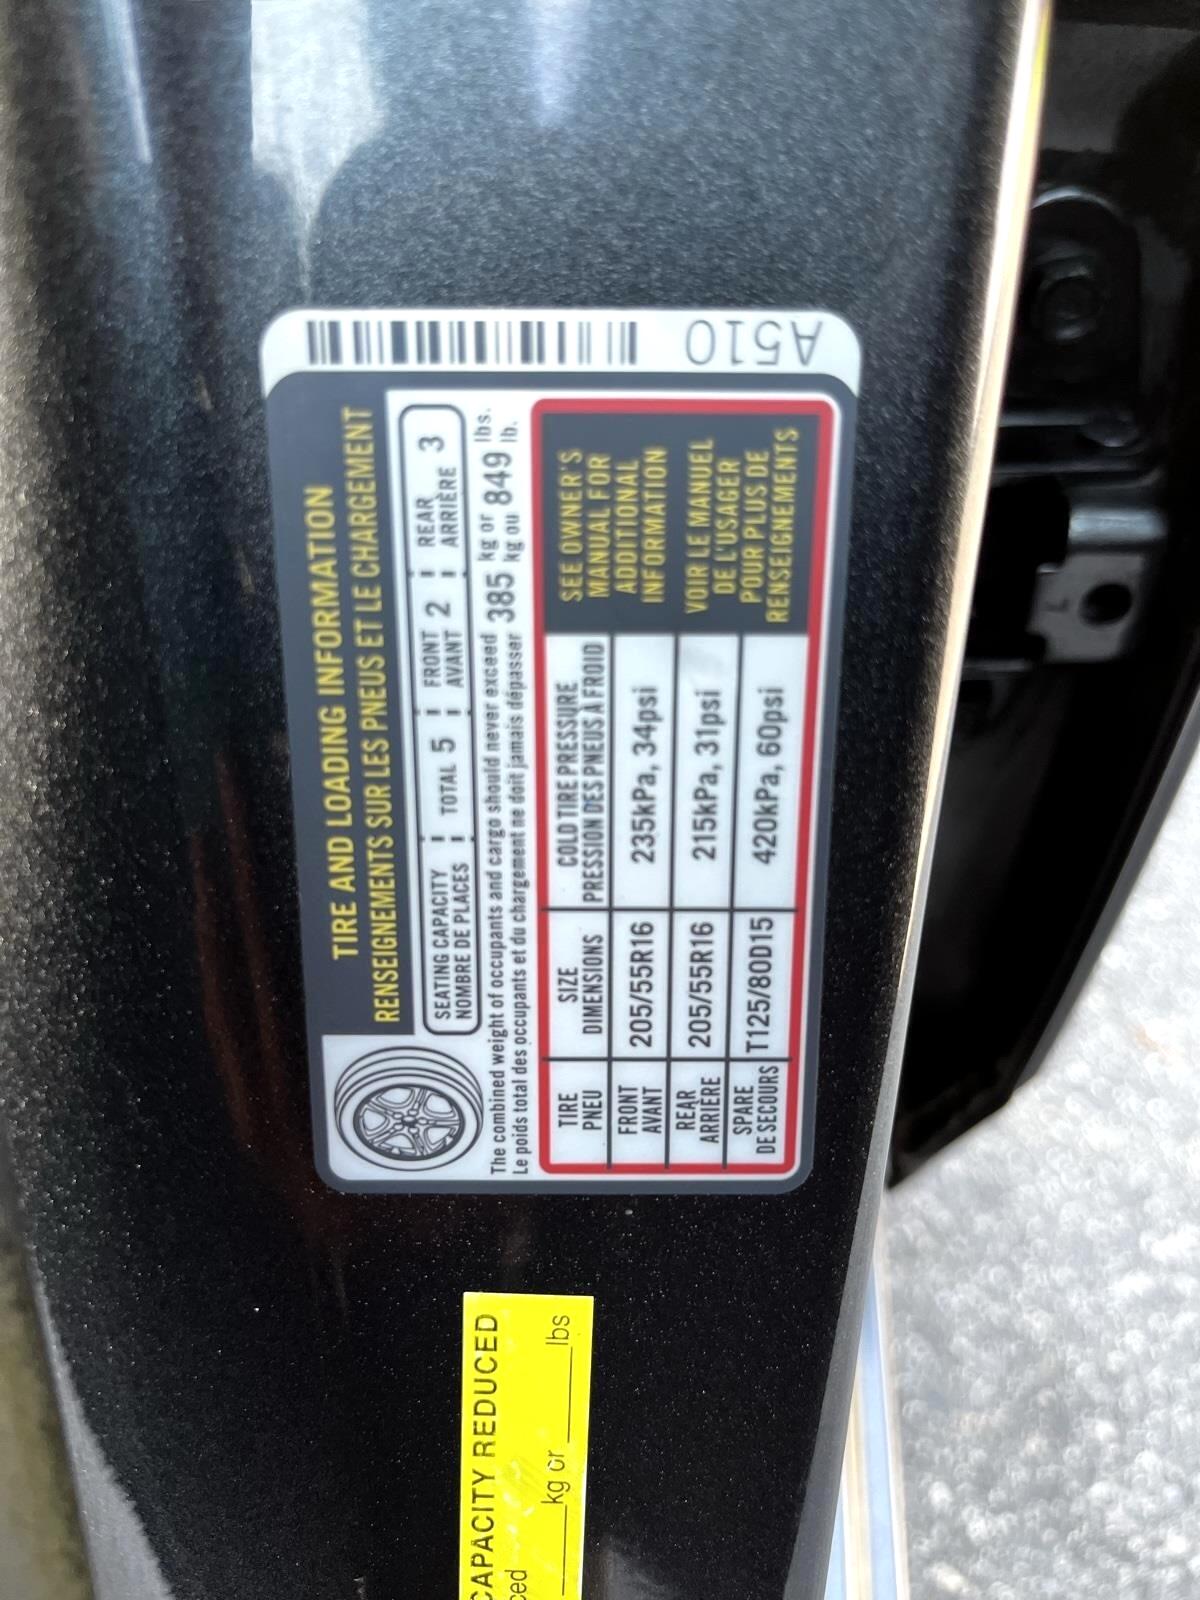 TIRE AND LOADING INFORMATION
RENSEIGNEMENTS SUR LES PNEUS ET LE CHARGEMENT
SEATING CAPACITY
NOMBRE DE PLACES
TOTAL 5
FRONT
AVANT 2
REAR
ARRIÈRE 3
The combined weight of occupants and cargo should never exceed 385 kg or 849 lbs.
Le poids total des occupants et du chargement ne doit jamais dépasser kg ou lb.
TIRE
PNEU
SIZE
DIMENSIONS
COLD TIRE PRESSURE
PRESSION DES PNEUS À FROID
FRONT
AVANT
205/55R16
235kPa, 34psi
REAR
ARRIERE
205/55R16
215kPa, 31psi
SPARE
DE SECOURS
T125/80D15
420kPa, 60psi
SEE OWNER'S
MANUAL FOR
ADDITIONAL
INFORMATION
VOIR LE MANUEL
DE L'USAGER
POUR PLUS DE
RENSEIGNEMENTS
A510
CAPACITY REDUCED
kg or lbs